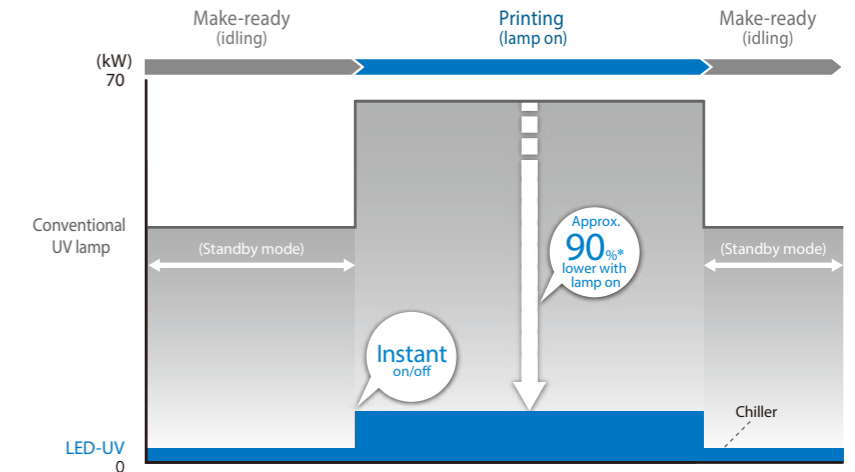 Make-ready
(idling)
Printing
(lamp on)
Make-ready
(idling)
(kW)
70
Conventional
UV lamp
(Standby mode)
Approx.
90%*
lower with
lamp on
(Standby mode)
Instant
on/off
Chiller
LED-UV
0